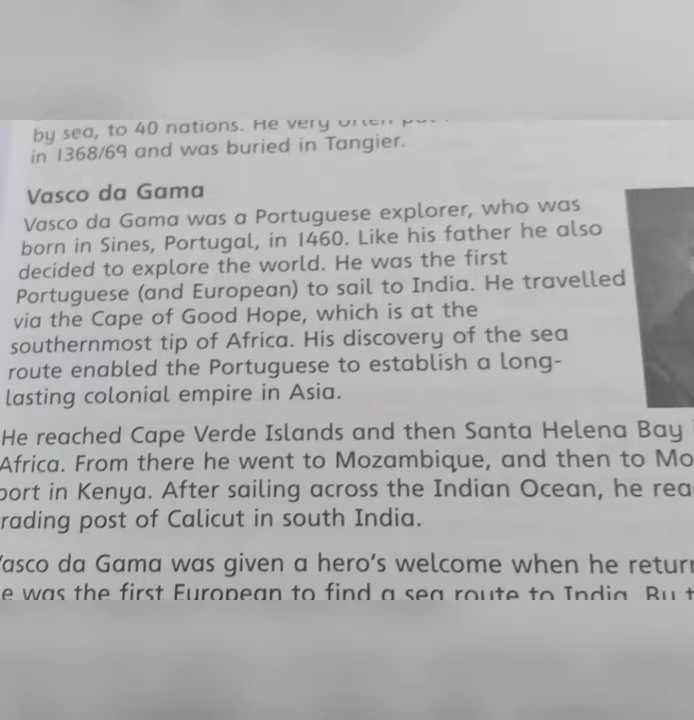 by sea, to 40 nations. He very often
in 1368/69 and was buried in Tangier.
Vasco da Gama
Vasco da Gama was a Portuguese explorer, who was
born in Sines, Portugal, in 1460. Like his father he also
decided to explore the world. He was the first
Portuguese (and European) to sail to India. He travelled
via the Cape of Good Hope, which is at the
southernmost tip of Africa. His discovery of the sea
route enabled the Portuguese to establish a long-
lasting colonial empire in Asia.
He reached Cape Verde Islands and then Santa Helena Bay
Africa. From there he went to Mozambique, and then to Mo
port in Kenya. After sailing across the Indian Ocean, he rea
rading post of Calicut in south India.
Vasco da Gama was given a hero's welcome when he return
e was the first European to find a sea route to India. By t